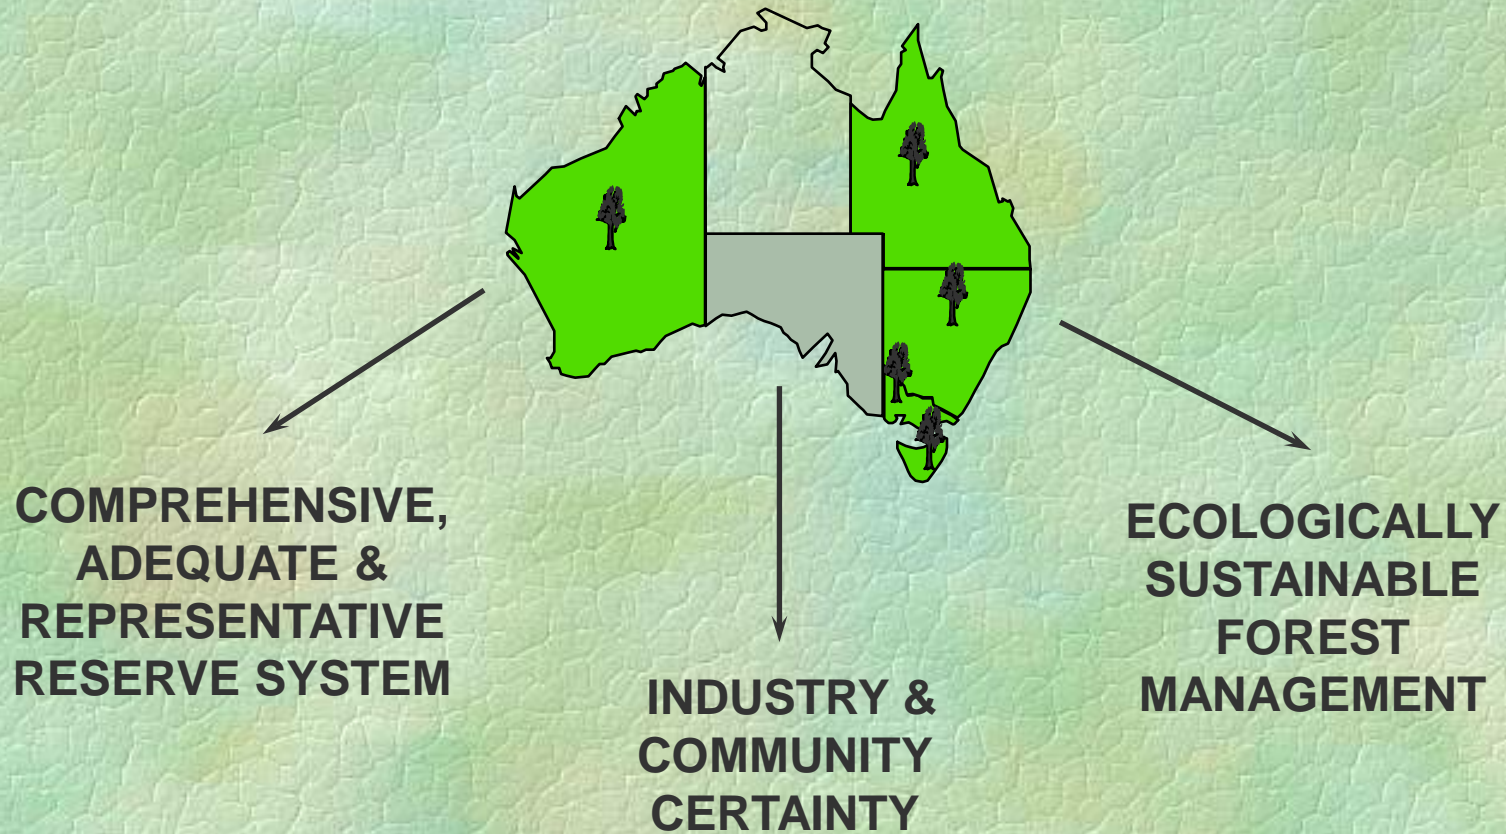 COMPREHENSIVE,
ADEQUATE &
REPRESENTATIVE
RESERVE SYSTEM
INDUSTRY &
COMMUNITY
CERTAINTY
ECOLOGICALLY
SUSTAINABLE
FOREST
MANAGEMENT